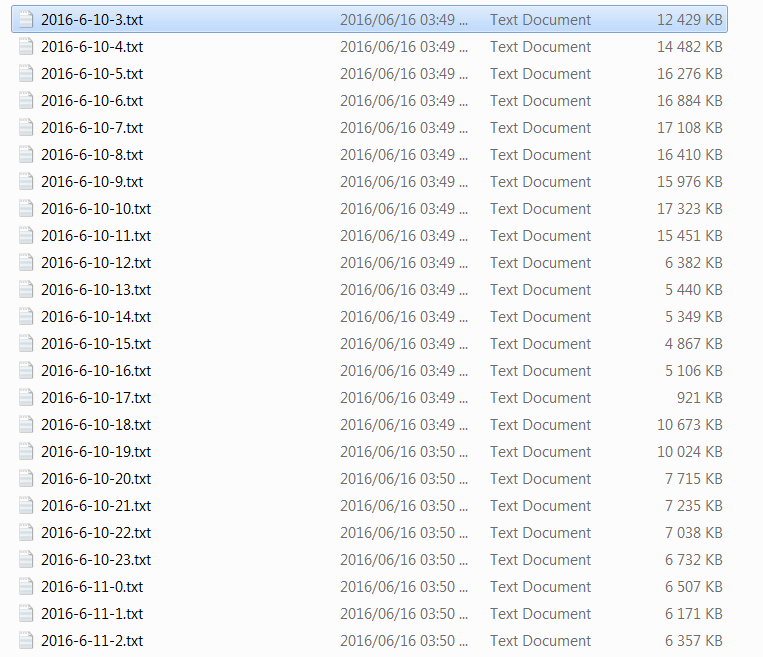 2016-6-10-3.txt 2016/06/16 03:49 ... Text Document 12 429 KB
2016-6-10-4.txt 2016/06/16 03:49 ... Text Document 14 482 KB
2016-6-10-5.txt 2016/06/16 03:49 ... Text Document 16 276 KB
2016-6-10-6.txt 2016/06/16 03:49 ... Text Document 16 884 KB
2016-6-10-7.txt 2016/06/16 03:49 ... Text Document 17 108 KB
2016-6-10-8.txt 2016/06/16 03:49 ... Text Document 16 410 KB
2016-6-10-9.txt 2016/06/16 03:49 ... Text Document 15 976 KB
2016-6-10-10.txt 2016/06/16 03:49 ... Text Document 17 323 KB
2016-6-10-11.txt 2016/06/16 03:49 ... Text Document 15 451 KB
2016-6-10-12.txt 2016/06/16 03:49 ... Text Document 6 382 KB
2016-6-10-13.txt 2016/06/16 03:49 ... Text Document 5 440 KB
2016-6-10-14.txt 2016/06/16 03:49 ... Text Document 5 349 KB
2016-6-10-15.txt 2016/06/16 03:49 ... Text Document 4 867 KB
2016-6-10-16.txt 2016/06/16 03:49 ... Text Document 5 106 KB
2016-6-10-17.txt 2016/06/16 03:49 ... Text Document 921 KB
2016-6-10-18.txt 2016/06/16 03:49 ... Text Document 10 673 KB
2016-6-10-19.txt 2016/06/16 03:50 ... Text Document 10 024 KB
2016-6-10-20.txt 2016/06/16 03:50 ... Text Document 7 715 KB
2016-6-10-21.txt 2016/06/16 03:50 ... Text Document 7 235 KB
2016-6-10-22.txt 2016/06/16 03:50 ... Text Document 7 038 KB
2016-6-10-23.txt 2016/06/16 03:50 ... Text Document 6 732 KB
2016-6-11-0.txt 2016/06/16 03:50 ... Text Document 6 507 KB
2016-6-11-1.txt 2016/06/16 03:50 ... Text Document 6 171 KB
2016-6-11-2.txt 2016/06/16 03:50 ... Text Document 6 357 KB